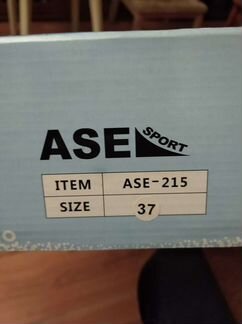 ASE SPORT
ITEM ASE-215
SIZE 37